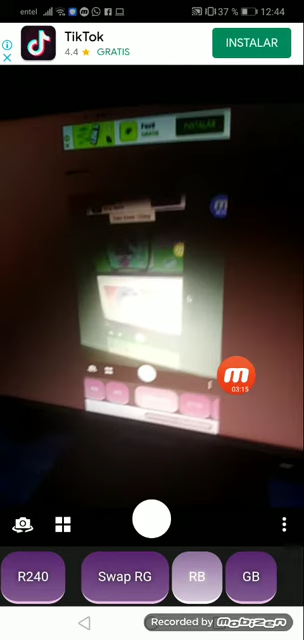 entel 37 % 12:44
TikTok
4.4 ★ GRATIS
INSTALAR
INSTALAR
03:15
R240 Swap RG RB GB
Recorded by mobizen